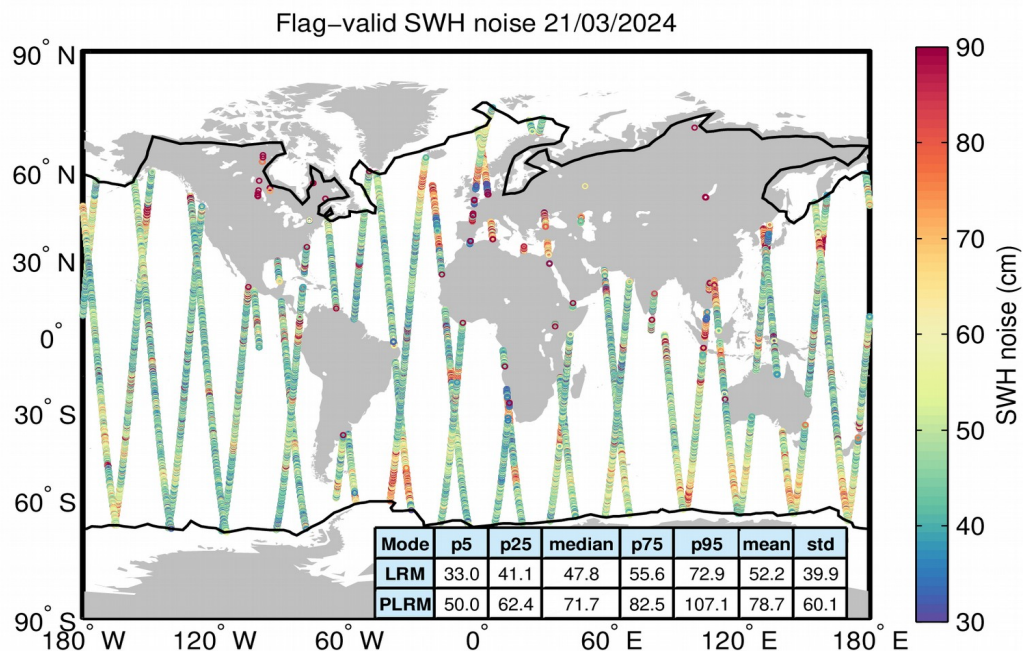 Flag−valid SWH noise 21/03/2024
90° N
60° N
30° N
0°
30° S
60° S
90° S
180° W
120° W
60° W
0°
60° E
120° E
180° E
Mode p5 p25 median p75 p95 mean std
LRM 33.0 41.1 47.8 55.6 72.9 52.2 39.9
PLRM 50.0 62.4 71.7 82.5 107.1 78.7 60.1
90
80
70
60
50
40
30
SWH noise (cm)